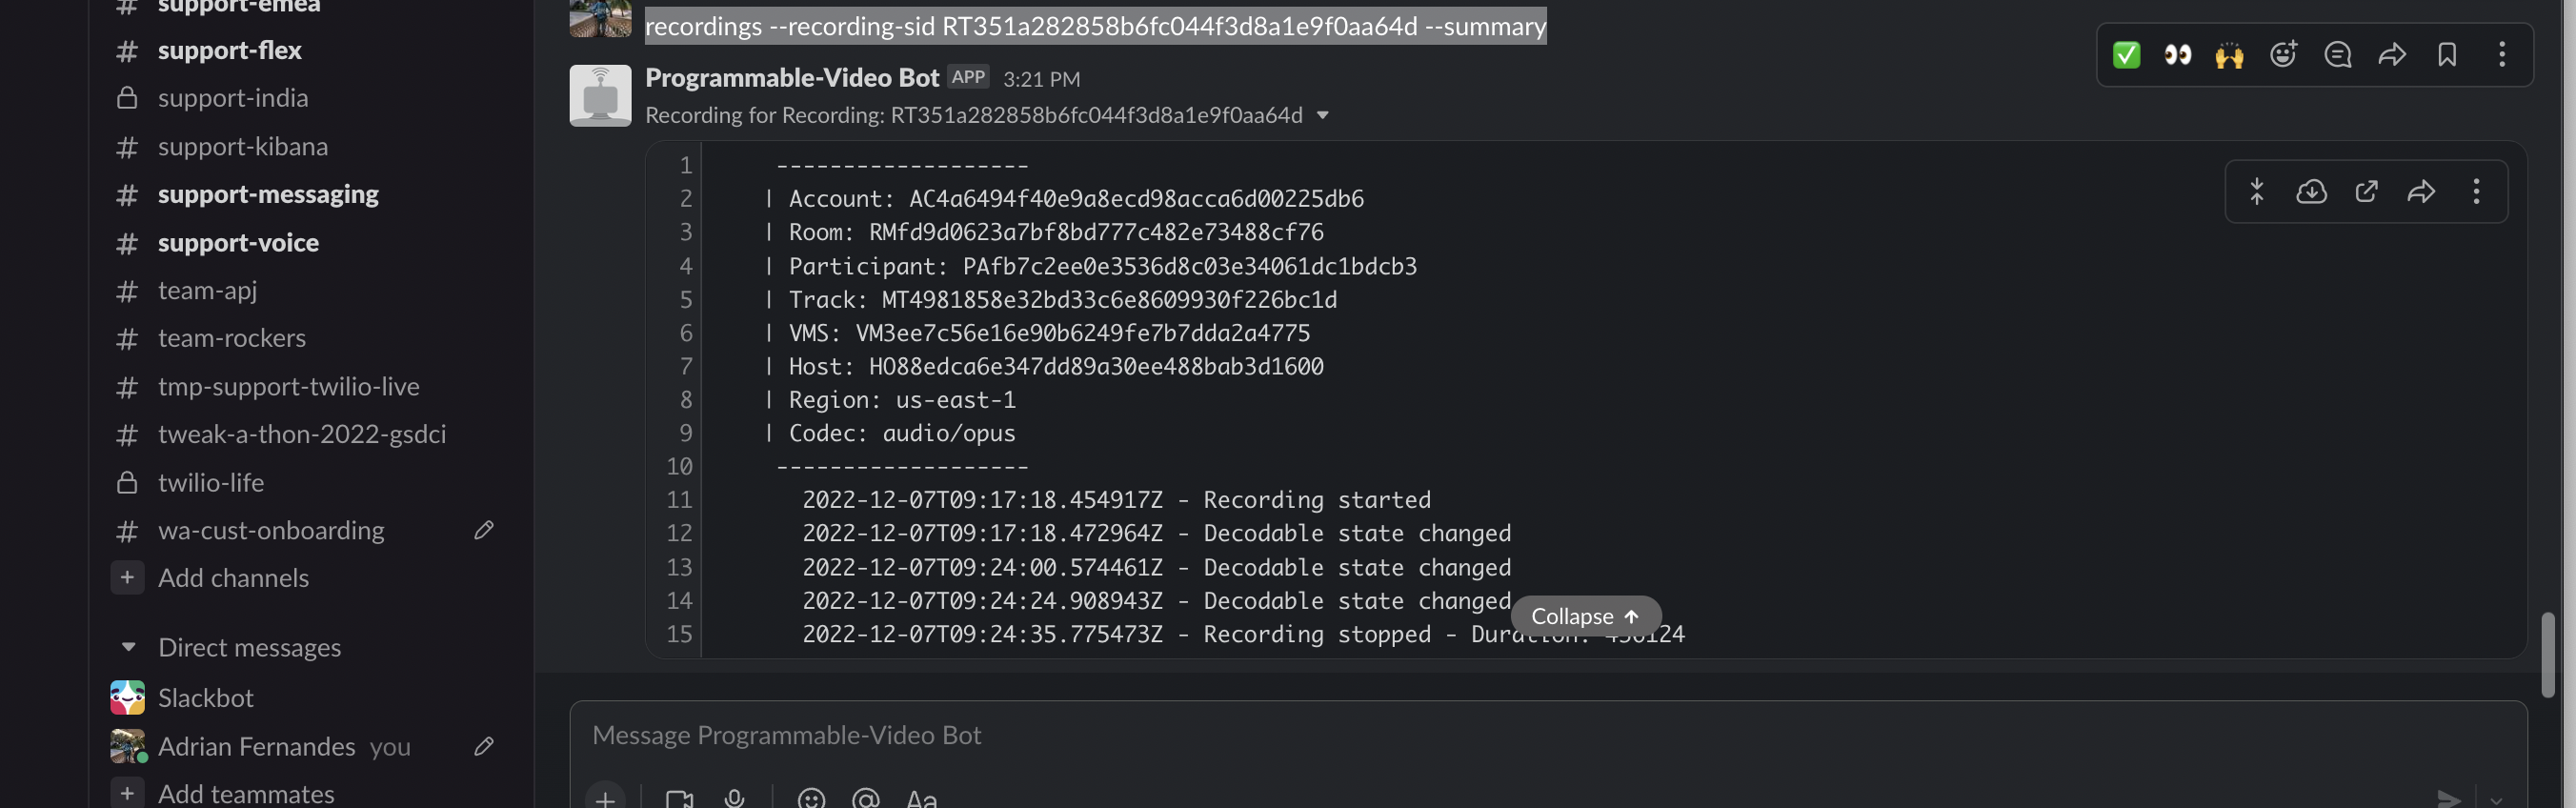 support-emea
support-flex
support-india
support-kibana
support-messaging
support-voice
team-apj
team-rockers
tmp-support-twilio-live
tweak-a-thon-2022-gsdci
twilio-life
wa-cust-onboarding
Add channels
Direct messages
Slackbot
Adrian Fernandes you
Add teammates
recordings --recording-sid RT351a282858b6fc044f3d8a1e9f0aa64d --summary
Programmable-Video Bot APP 3:21 PM
Recording for Recording: RT351a282858b6fc044f3d8a1e9f0aa64d
1 -------------------
2 | Account: AC4a6494f40e9a8ecd98acca6d00225db6
3 | Room: RMfd9d0623a7bf8bd777c482e73488cf76
4 | Participant: PAfb7c2ee0e3536d8c03e34061dc1bdcb3
5 | Track: MT4981858e32bd33c6e8609930f226bc1d
6 | VMS: VM3ee7c56e16e90b6249fe7b7dda2a4775
7 | Host: HO88edca6e347dd89a30ee488bab3d1600
8 | Region: us-east-1
9 | Codec: audio/opus
10 -------------------
11 2022-12-07T09:17:18.454917Z - Recording started
12 2022-12-07T09:17:18.472964Z - Decodable state changed
13 2022-12-07T09:24:00.574461Z - Decodable state changed
14 2022-12-07T09:24:24.908943Z - Decodable state changed
Collapse
15 2022-12-07T09:24:35.775473Z - Recording stopped - Duration:
Message Programmable-Video Bot
Aa